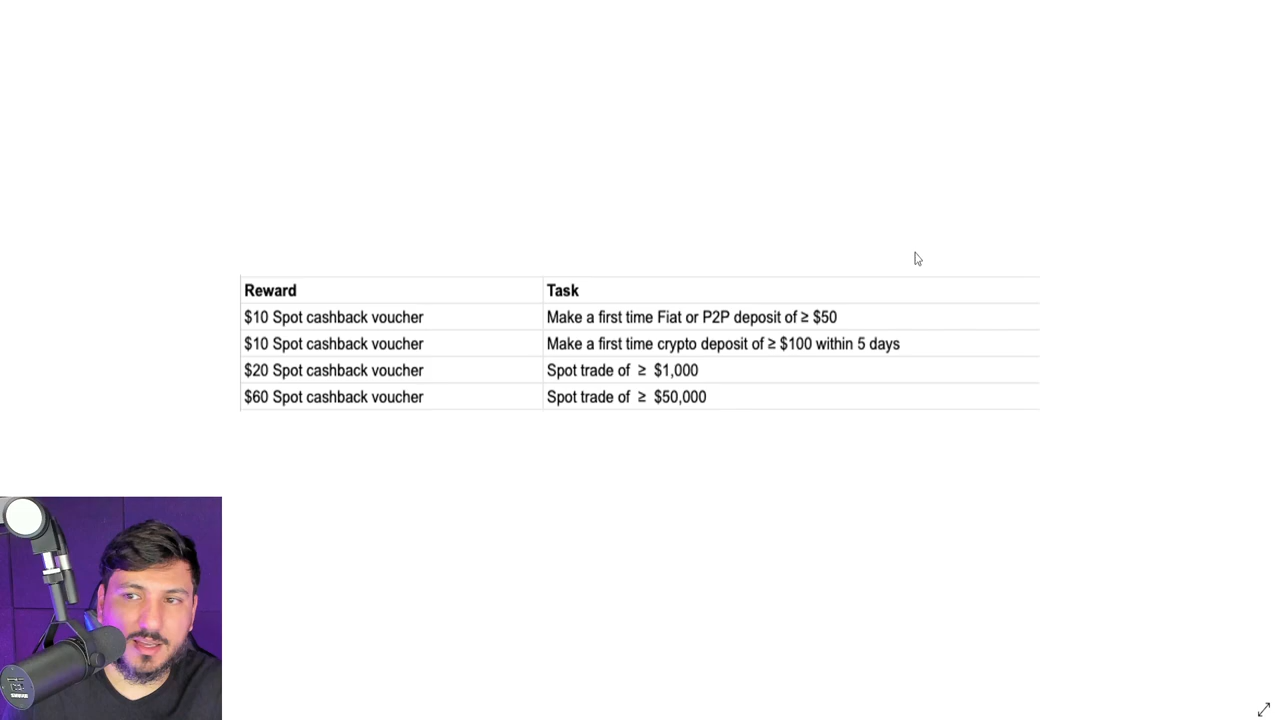 Reward Task
$10 Spot cashback voucher Make a first time Fiat or P2P deposit of ≥ $50
$10 Spot cashback voucher Make a first time crypto deposit of ≥ $100 within 5 days
$20 Spot cashback voucher Spot trade of ≥ $1,000
$60 Spot cashback voucher Spot trade of ≥ $50,000